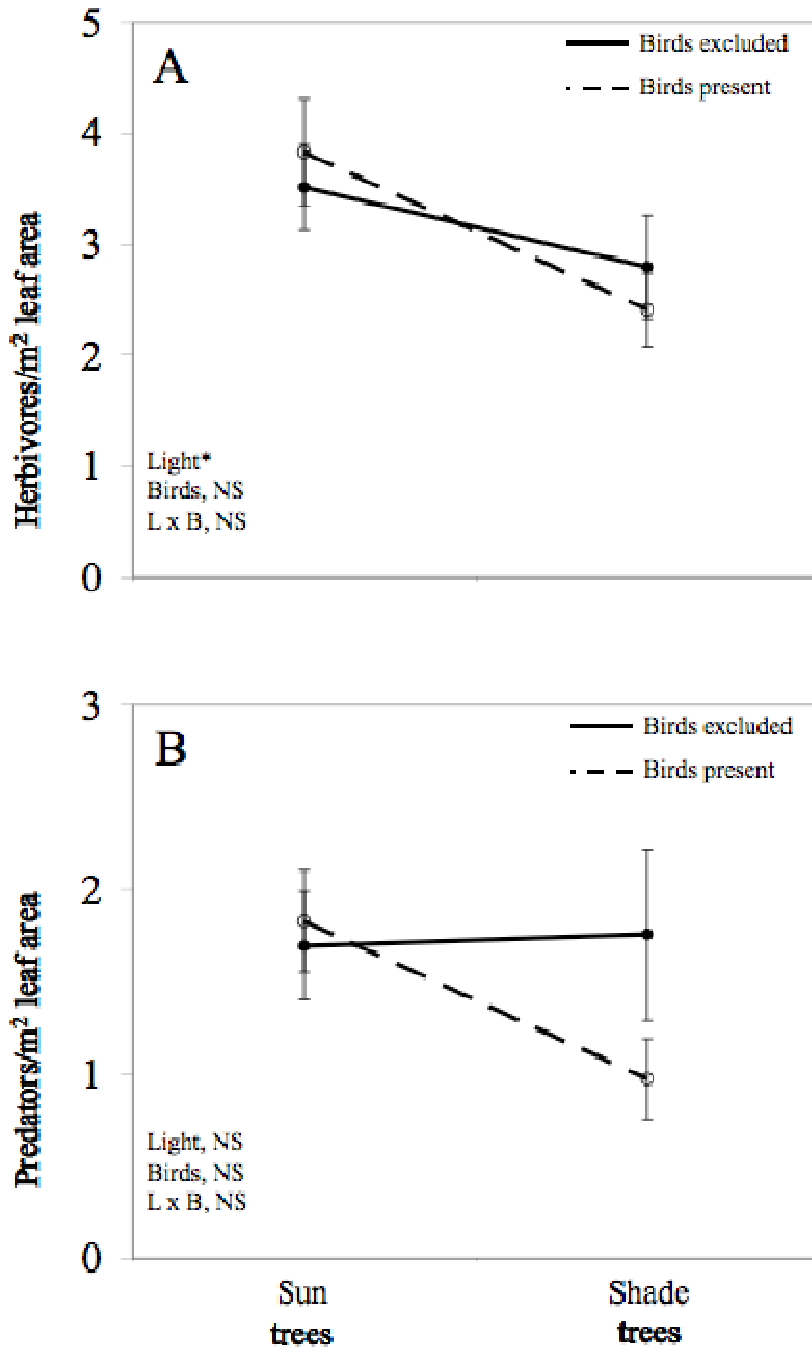 5
A
Birds excluded
Birds present
4
3
2
1
0
Herbivores/m² leaf area
Light*
Birds, NS
L x B, NS
3
B
Birds excluded
Birds present
2
1
0
Predators/m² leaf area
Light, NS
Birds, NS
L x B, NS
Sun
trees
Shade
trees